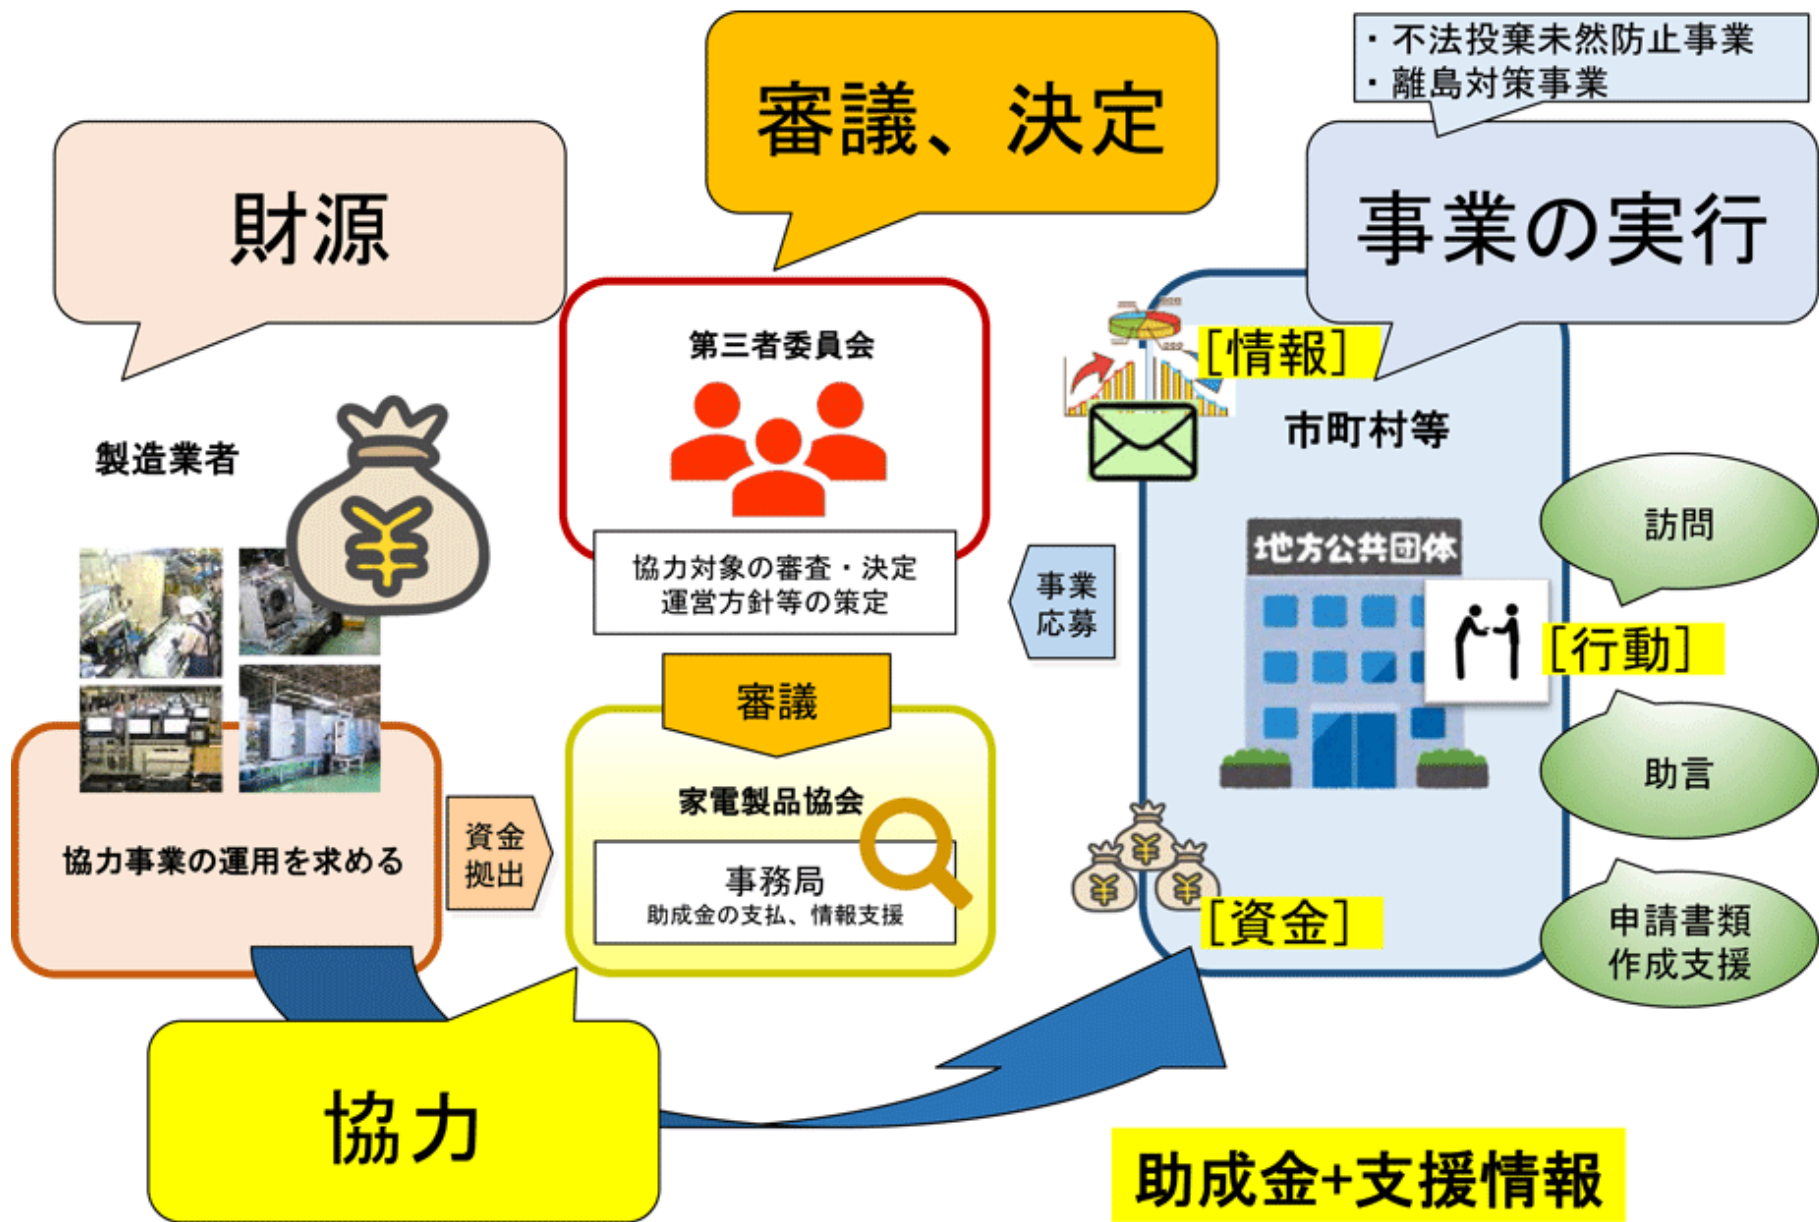 ・不法投棄未然防止事業
・離島対策事業
審議、決定
財源
事業の実行
第三者委員会
[情報]
市町村等
製造業者
訪問
地方公共団体
協力対象の審査・決定
運営方針等の策定
事業
応募
[行動]
審議
助言
家電製品協会
資金
拠出
協力事業の運用を求める
事務局
助成金の支払、情報支援
[資金]
申請書類
作成支援
協力
助成金+支援情報